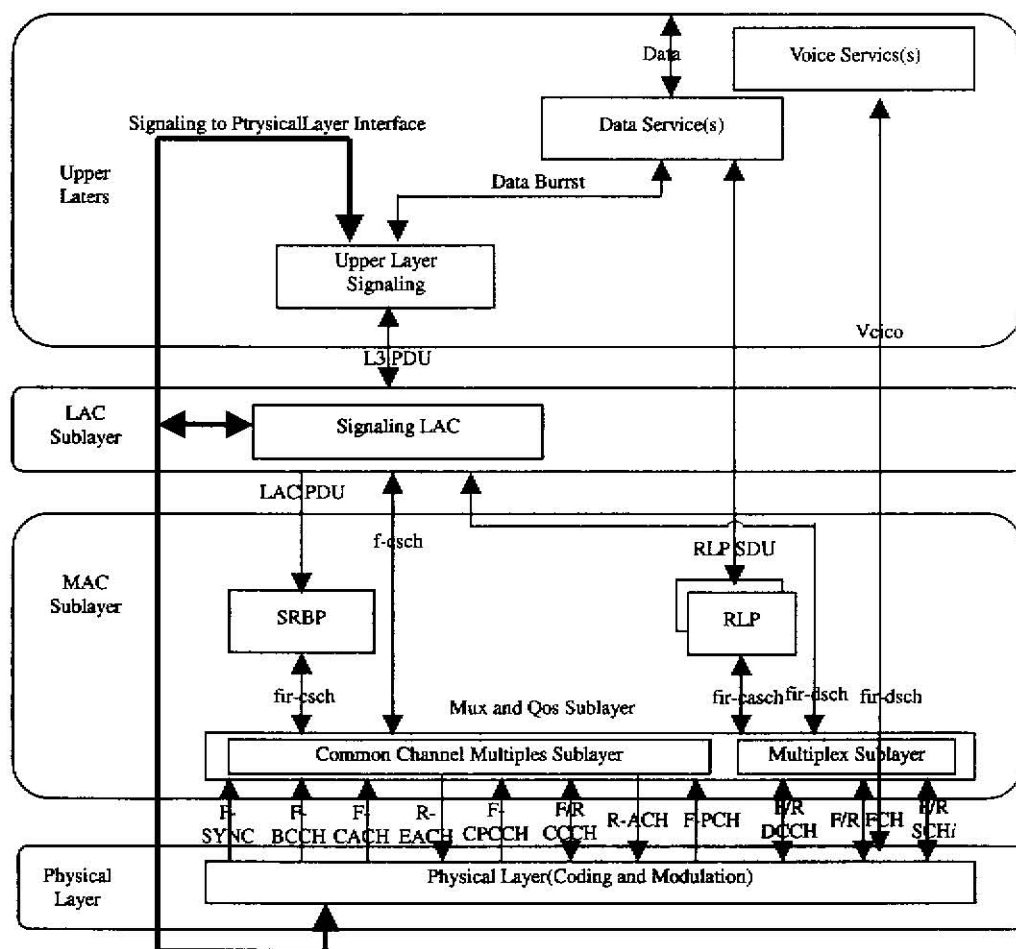 Data
Voice Servics(s)
Data Service(s)
Signaling to PtrysicalLayer Interface
Upper
Laters
Data Burrst
Upper Layer
Signaling
Vcico
L3 PDU
LAC
Sublayer
Signaling LAC
LAC PDU
f-csch
RLP SDU
MAC
Sublayer
SRBP
RLP
fir-csch
fir-casch
fir-dsch
fir-dsch
Mux and Qos Sublayer
Common Channel Multiples Sublayer
Multiplex Sublayer
F-
SYNC
F-
BCCH
F-
CACH
R-
EACH
F-
CPCCH
F/R
CCCH
R-ACH
F-PCH
F/R
DCCH
F/R FCH
F/R
SCHi
Physical
Layer
Physical Layer(Coding and Modulation)